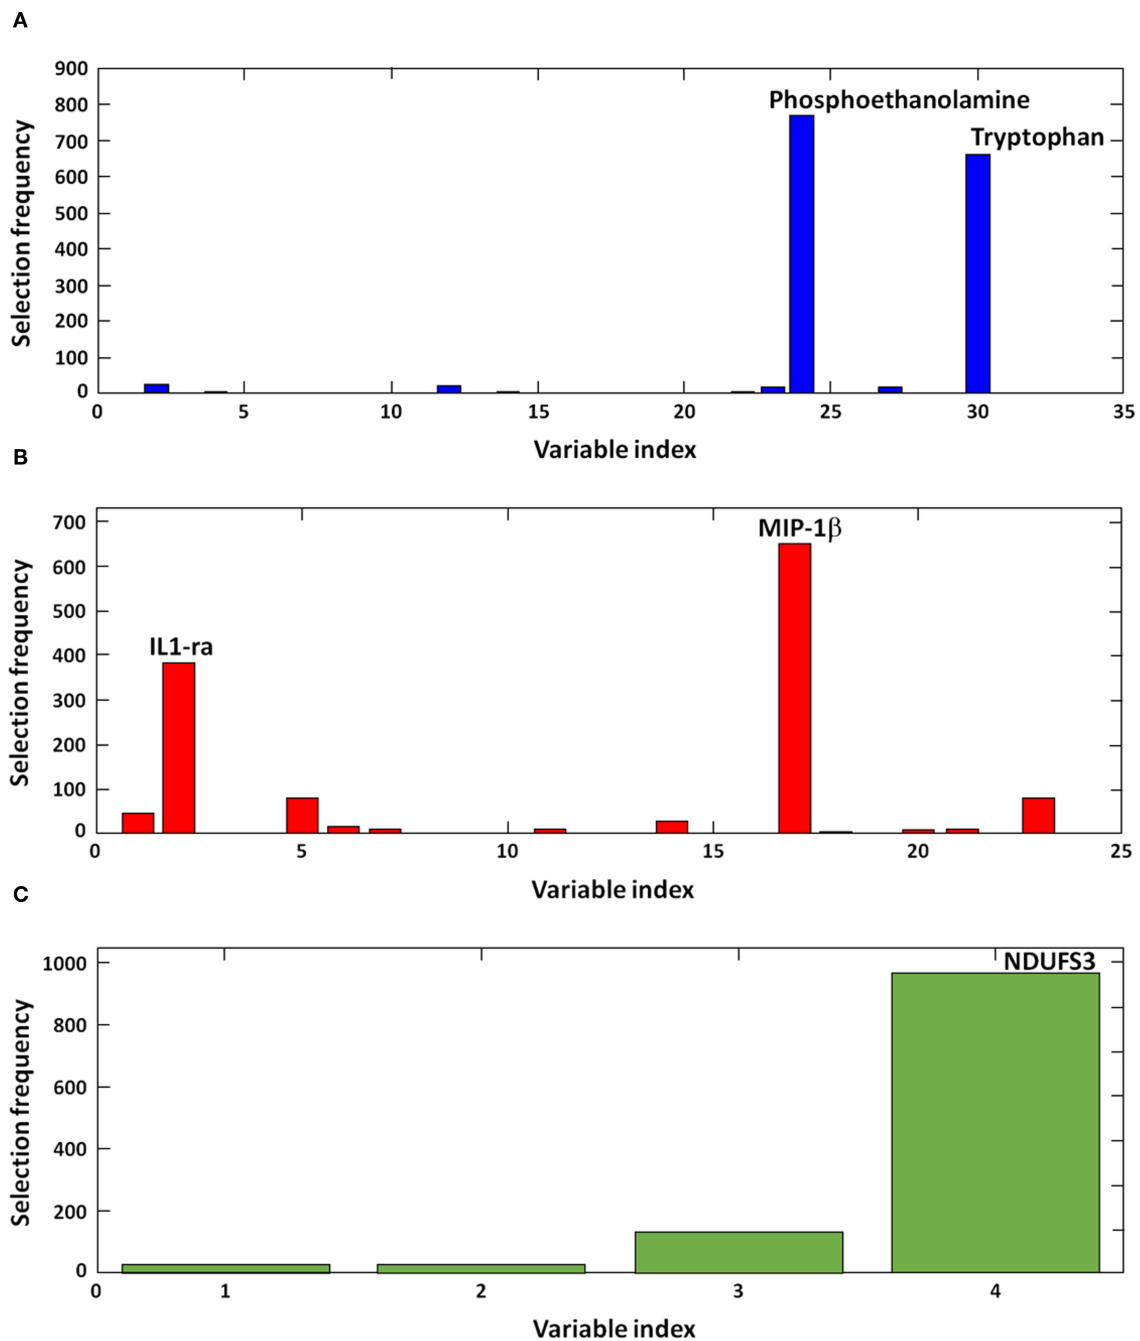 A
900
800
700
600
500
400
300
200
100
0
Selection frequency
Phosphoethanolamine
Tryptophan
0 5 10 15 20 25 30 35
Variable index
B
700
600
500
400
300
200
100
0
Selection frequency
IL1-ra
MIP-1β
0 5 10 15 20 25
Variable index
C
1000
800
600
400
200
0
Selection frequency
NDUFS3
0 1 2 3 4
Variable index